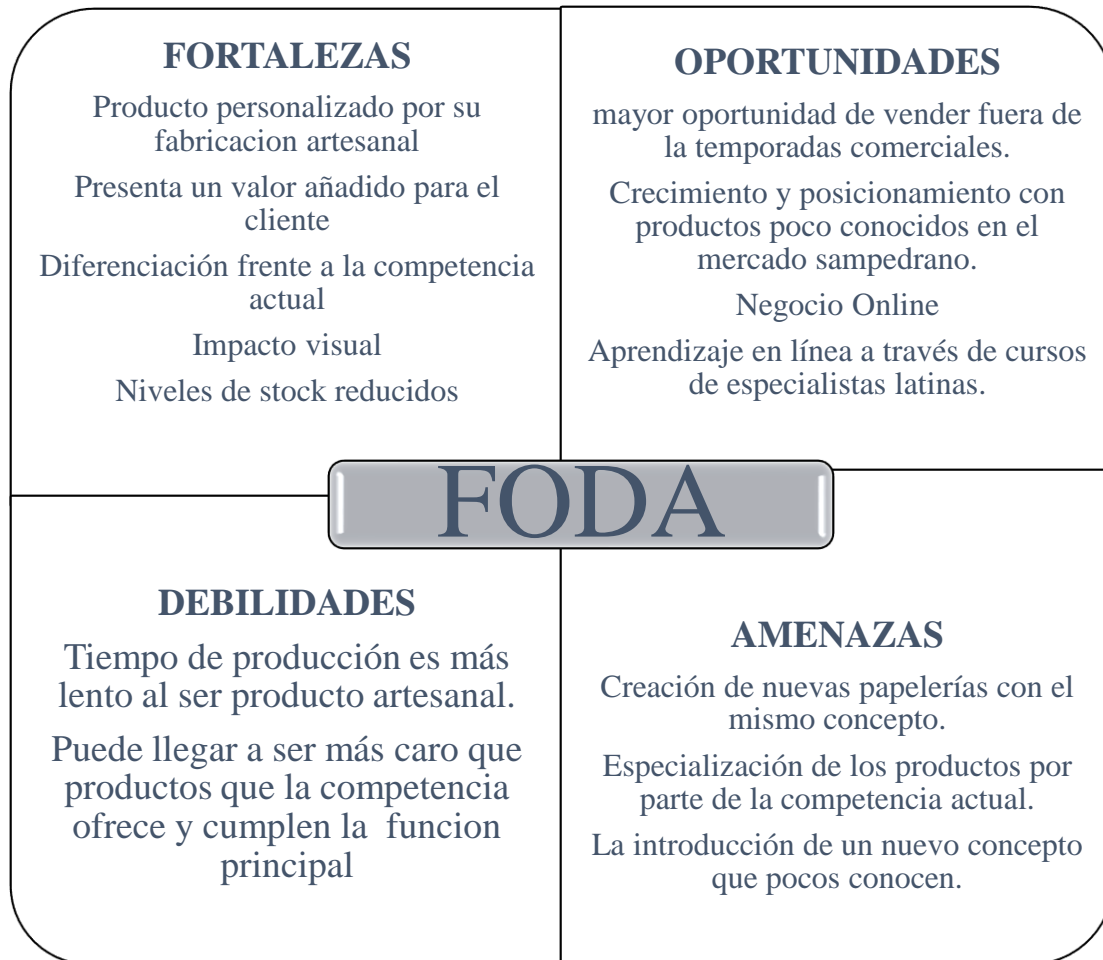 FORTALEZAS
Producto personalizado por su
fabricacion artesanal
Presenta un valor añadido para el
cliente
Diferenciación frente a la competencia
actual
Impacto visual
Niveles de stock reducidos
OPORTUNIDADES
mayor oportunidad de vender fuera de
la temporadas comerciales.
Crecimiento y posicionamiento con
productos poco conocidos en el
mercado sampedrano.
Negocio Online
Aprendizaje en línea a través de cursos
de especialistas latinas.
FODA
DEBILIDADES
Tiempo de producción es más
lento al ser producto artesanal.
Puede llegar a ser más caro que
productos que la competencia
ofrece y cumplen la funcion
principal
AMENAZAS
Creación de nuevas papelerías con el
mismo concepto.
Especialización de los productos por
parte de la competencia actual.
La introducción de un nuevo concepto
que pocos conocen.